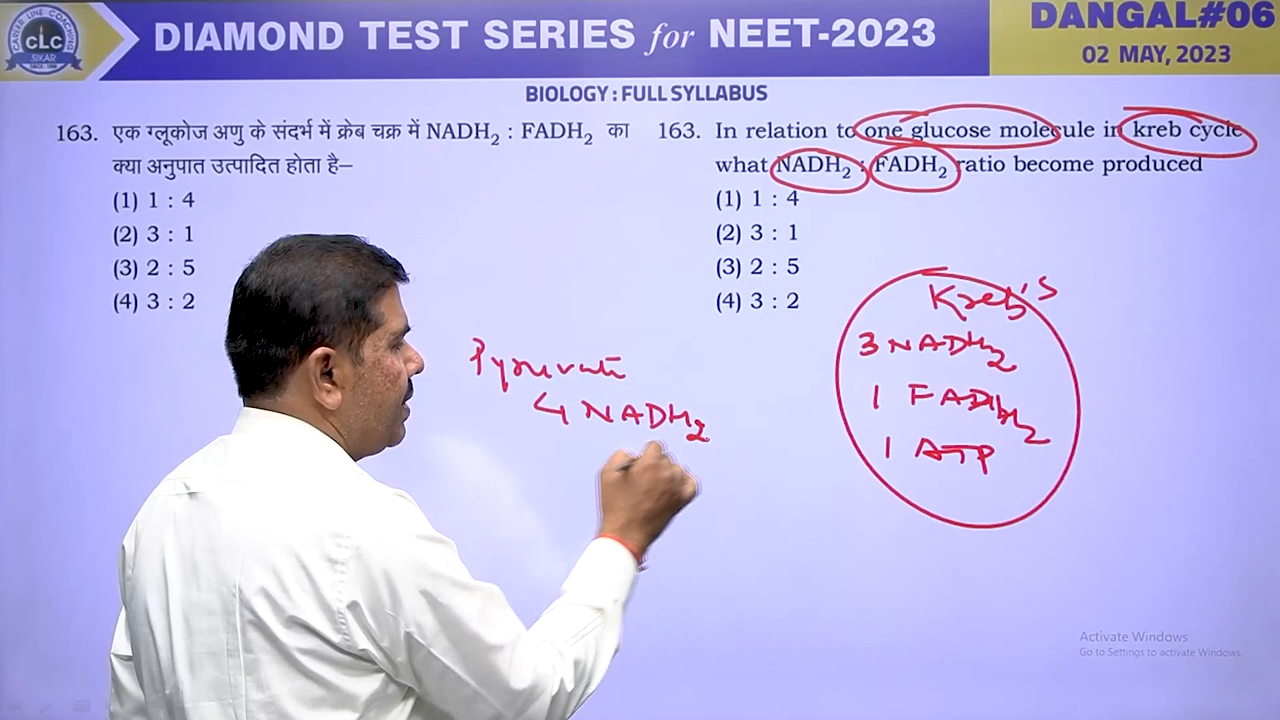 CAREER LINE COACHING
CLC
SIKAR
DIAMOND TEST SERIES for NEET-2023
DANGAL#06
02 MAY, 2023
BIOLOGY : FULL SYLLABUS
163. एक ग्लूकोज अणु के संदर्भ में क्रेब चक्र में NADH₂ : FADH₂ का
क्या अनुपात उत्पादित होता है–
(1) 1 : 4
(2) 3 : 1
(3) 2 : 5
(4) 3 : 2
163. In relation to one glucose molecule in kreb cycle
what NADH₂ : FADH₂ ratio become produced
(1) 1 : 4
(2) 3 : 1
(3) 2 : 5
(4) 3 : 2
Kreb's
3 NADH₂
1 FADH₂
1 ATP
Pyruvate
4 NADH₂
Activate Windows
Go to Settings to activate Windows.